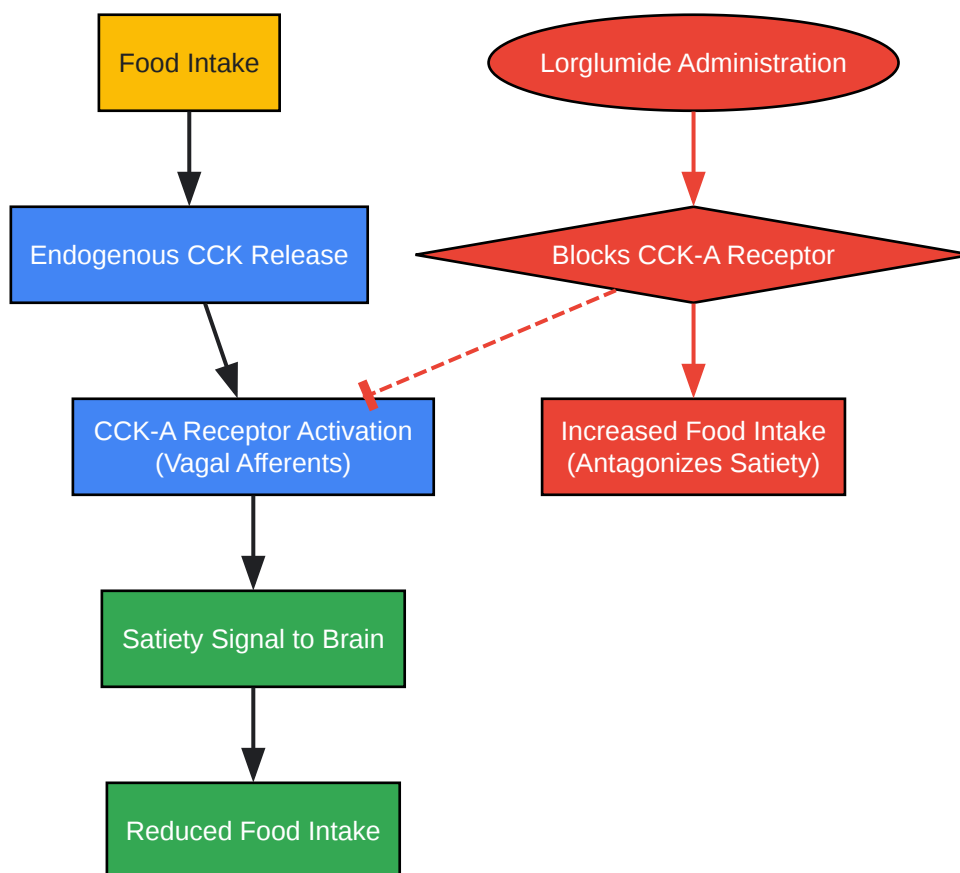 Food Intake
Lorglumide Administration
Endogenous CCK Release
Blocks CCK-A Receptor
CCK-A Receptor Activation
(Vagal Afferents)
Increased Food Intake
(Antagonizes Satiety)
Satiety Signal to Brain
Reduced Food Intake